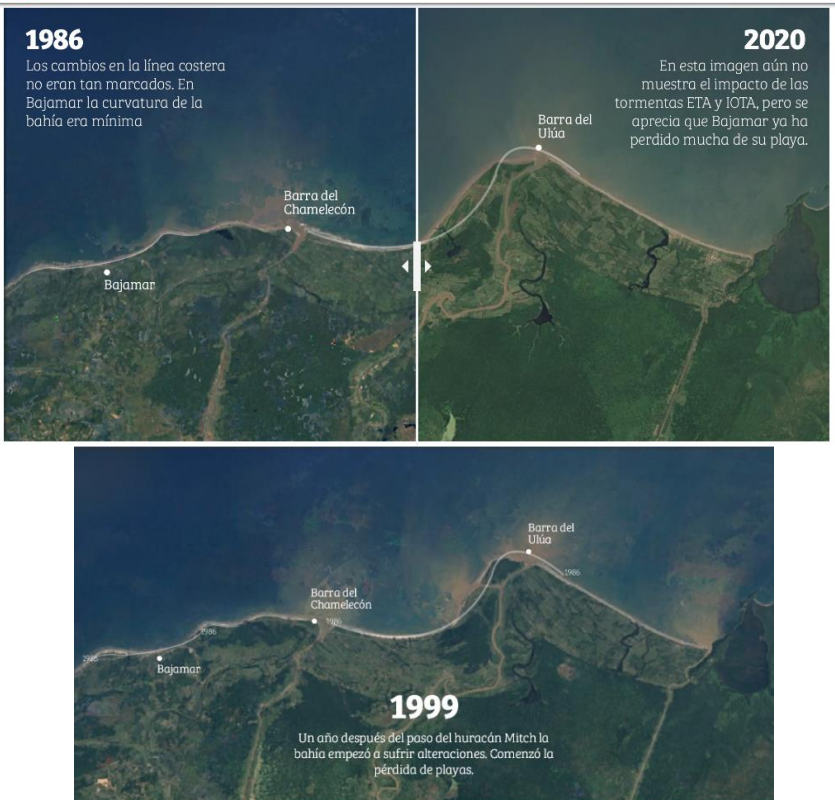 1986
Los cambios en la línea costera
no eran tan marcados. En
Bajamar la curvatura de la
bahía era mínima
Barra del
Chamelecón
Bajamar
2020
En esta imagen aún no
muestra el impacto de las
tormentas ETA y IOTA, pero se
aprecia que Bajamar ya ha
perdido mucha de su playa.
Barra del
Ulúa
Barra del
Ulúa
1986
Barra del
Chamelecón
1986
1986
1986
Bajamar
1999
Un año después del paso del huracán Mitch la
bahía empezó a sufrir alteraciones. Comenzó la
pérdida de playas.